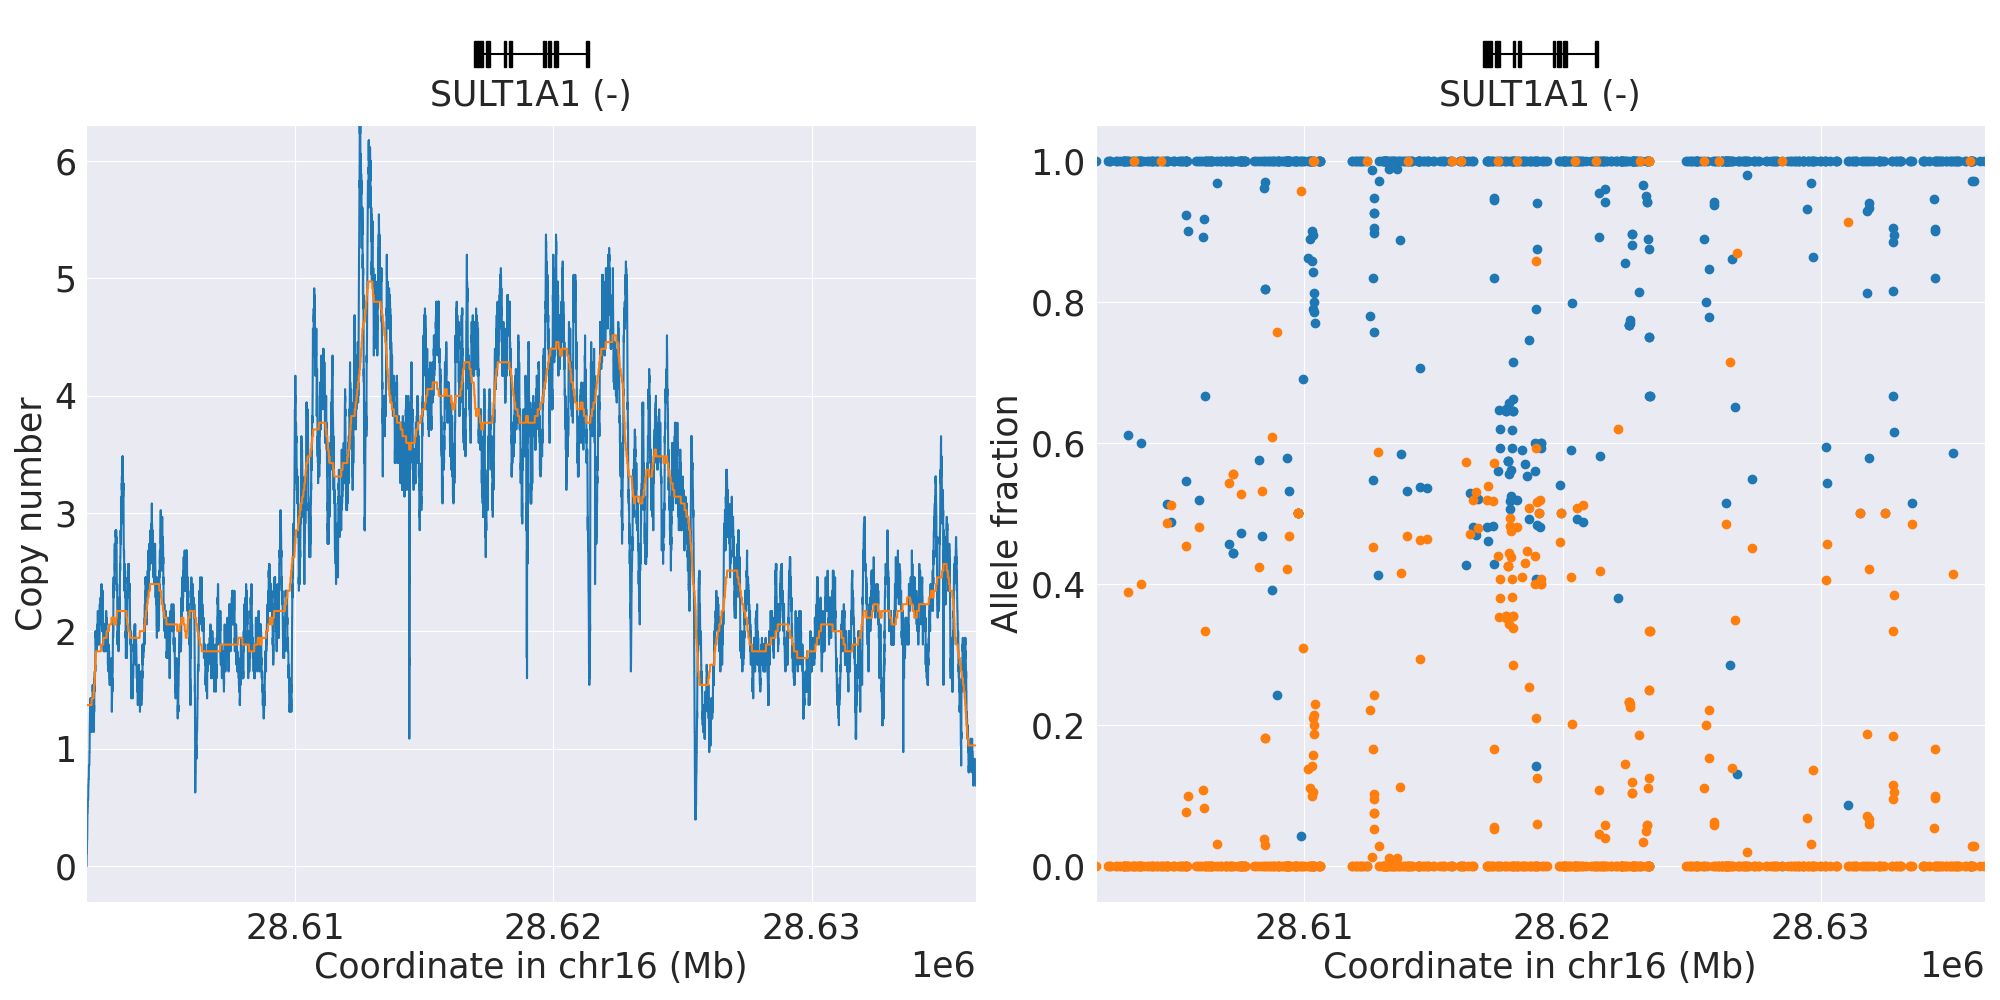 SULT1A1 (-)
Copy number
6
5
4
3
2
1
0
28.61
28.62
28.63
Coordinate in chr16 (Mb)
1e6
SULT1A1 (-)
Allele fraction
1.0
0.8
0.6
0.4
0.2
0.0
28.61
28.62
28.63
Coordinate in chr16 (Mb)
1e6